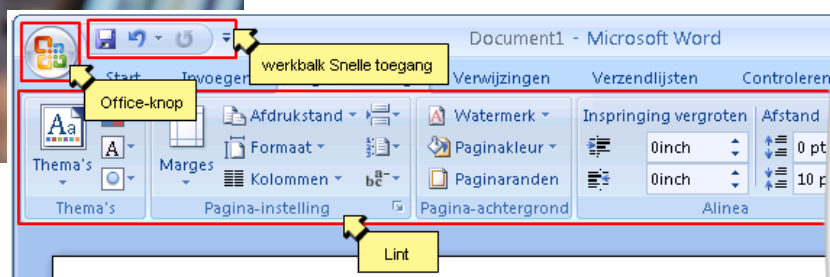 Document1 - Microsoft Word
werkbalk Snelle toegang
Start Invoegen Verwijzingen Verzendlijsten Controleren
Office-knop
Aa Afdrukstand Watermerk Inspringing vergroten Afstand
A Formaat Paginakleur 0inch 0 pt
Thema's Marges Kolommen Paginaranden 0inch 10 p
Thema's Pagina-instelling Pagina-achtergrond Alinea
Lint